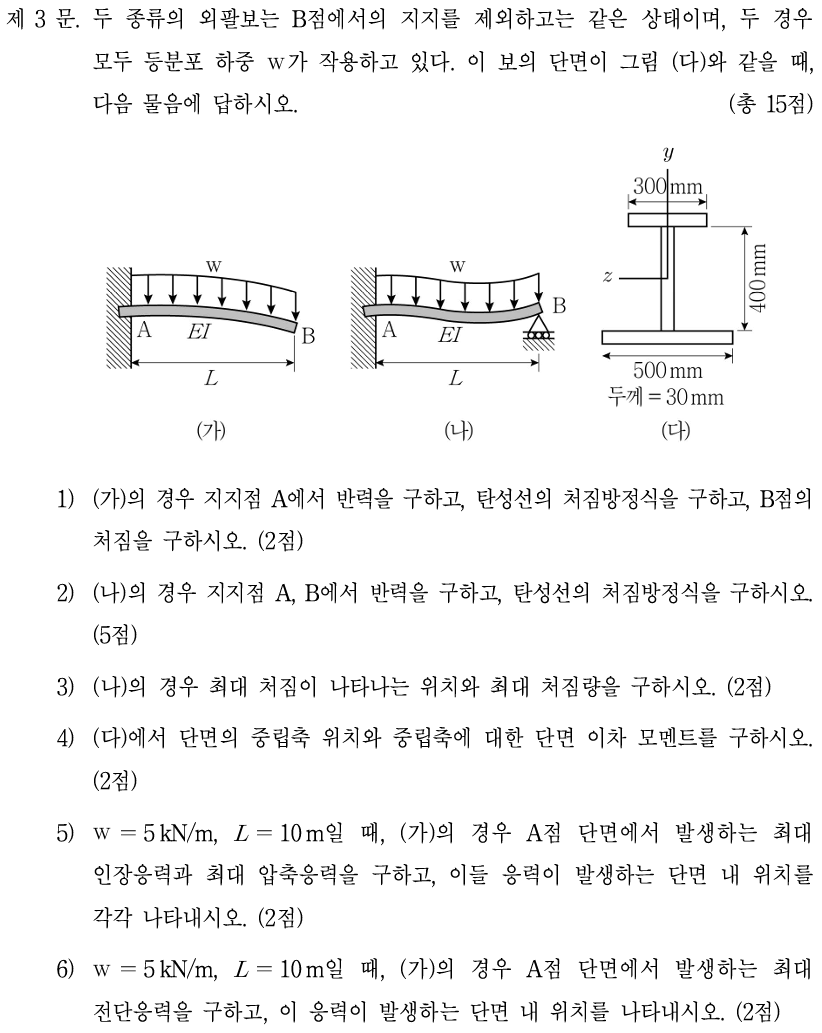 제 3 문. 두 종류의 외팔보는 B점에서의 지지를 제외하고는 같은 상태이며, 두 경우
모두 등분포 하중 w가 작용하고 있다. 이 보의 단면이 그림 (다)와 같을 때,
다음 물음에 답하시오. (총 15점)
y
300mm
w
w
z
400mm
A
EI
B
A
EI
B
L
L
500mm
두께 = 30mm
(가)
(나)
(다)
1) (가)의 경우 지지점 A에서 반력을 구하고, 탄성선의 처짐방정식을 구하고, B점의
처짐을 구하시오. (2점)
2) (나)의 경우 지지점 A, B에서 반력을 구하고, 탄성선의 처짐방정식을 구하시오.
(5점)
3) (나)의 경우 최대 처짐이 나타나는 위치와 최대 처짐량을 구하시오. (2점)
4) (다)에서 단면의 중립축 위치와 중립축에 대한 단면 이차 모멘트를 구하시오.
(2점)
5) w = 5kN/m, L = 10m일 때, (가)의 경우 A점 단면에서 발생하는 최대
인장응력과 최대 압축응력을 구하고, 이들 응력이 발생하는 단면 내 위치를
각각 나타내시오. (2점)
6) w = 5kN/m, L = 10m일 때, (가)의 경우 A점 단면에서 발생하는 최대
전단응력을 구하고, 이 응력이 발생하는 단면 내 위치를 나타내시오. (2점)